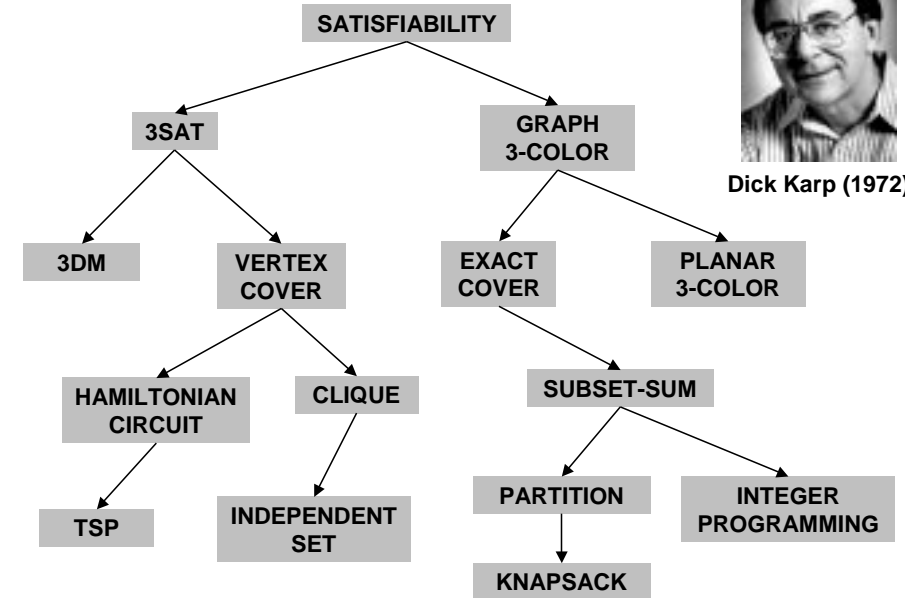 SATISFIABILITY
3SAT
GRAPH
3-COLOR
Dick Karp (1972)
3DM
VERTEX
COVER
EXACT
COVER
PLANAR
3-COLOR
HAMILTONIAN
CIRCUIT
CLIQUE
SUBSET-SUM
TSP
INDEPENDENT
SET
PARTITION
INTEGER
PROGRAMMING
KNAPSACK